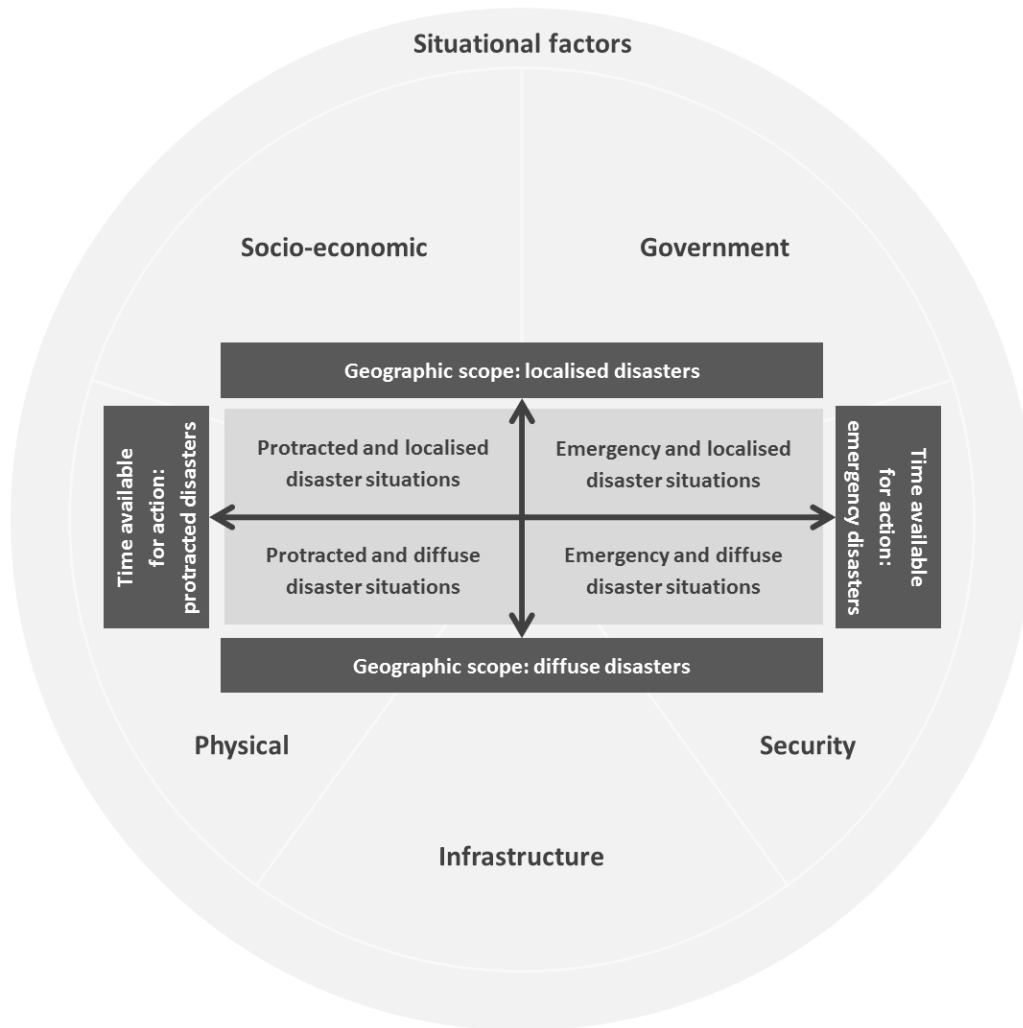 Situational factors
Socio-economic
Government
Geographic scope: localised disasters
Time available
for action:
protracted disasters
Protracted and localised
disaster situations
Emergency and localised
disaster situations
Time available
for action:
emergency disasters
Protracted and diffuse
disaster situations
Emergency and diffuse
disaster situations
Geographic scope: diffuse disasters
Physical
Security
Infrastructure